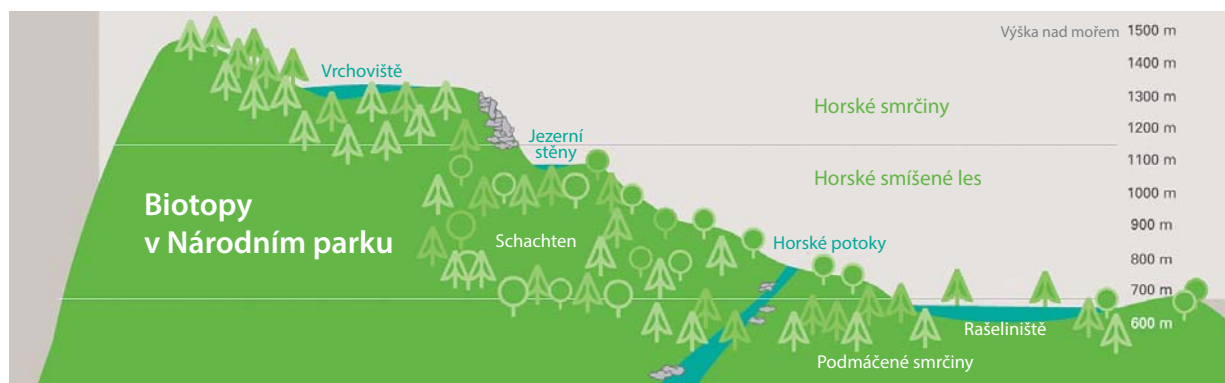 Výška nad mořem
1500 m
1400 m
1300 m
1200 m
1100 m
1000 m
900 m
800 m
700 m
600 m
Vrchoviště
Horské smrčiny
Jezerní
stěny
Horské smíšené les
Biotopy
v Národním parku
Schachten
Horské potoky
Rašeliniště
Podmáčené smrčiny